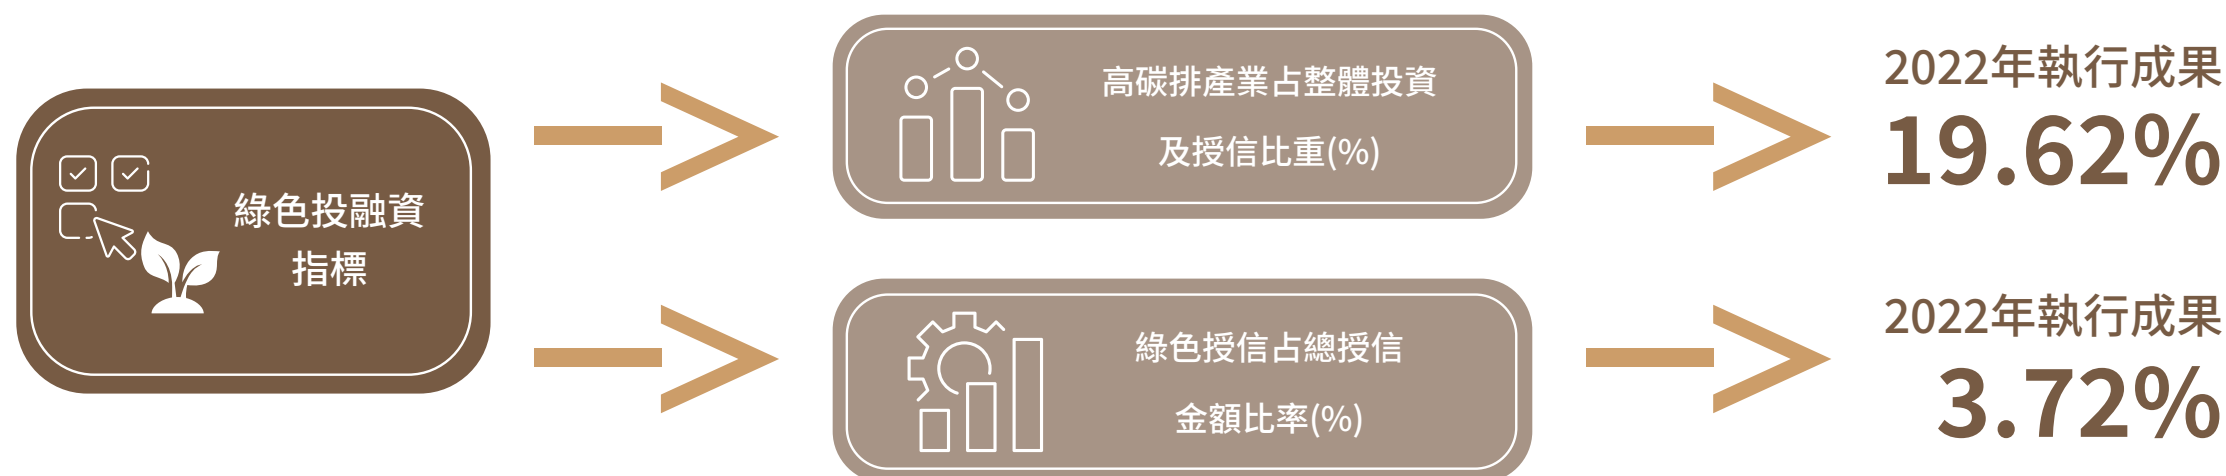 綠色投融資
指標
高碳排產業占整體投資
及授信比重(%)
2022年執行成果
19.62%
綠色授信占總授信
金額比率(%)
2022年執行成果
3.72%